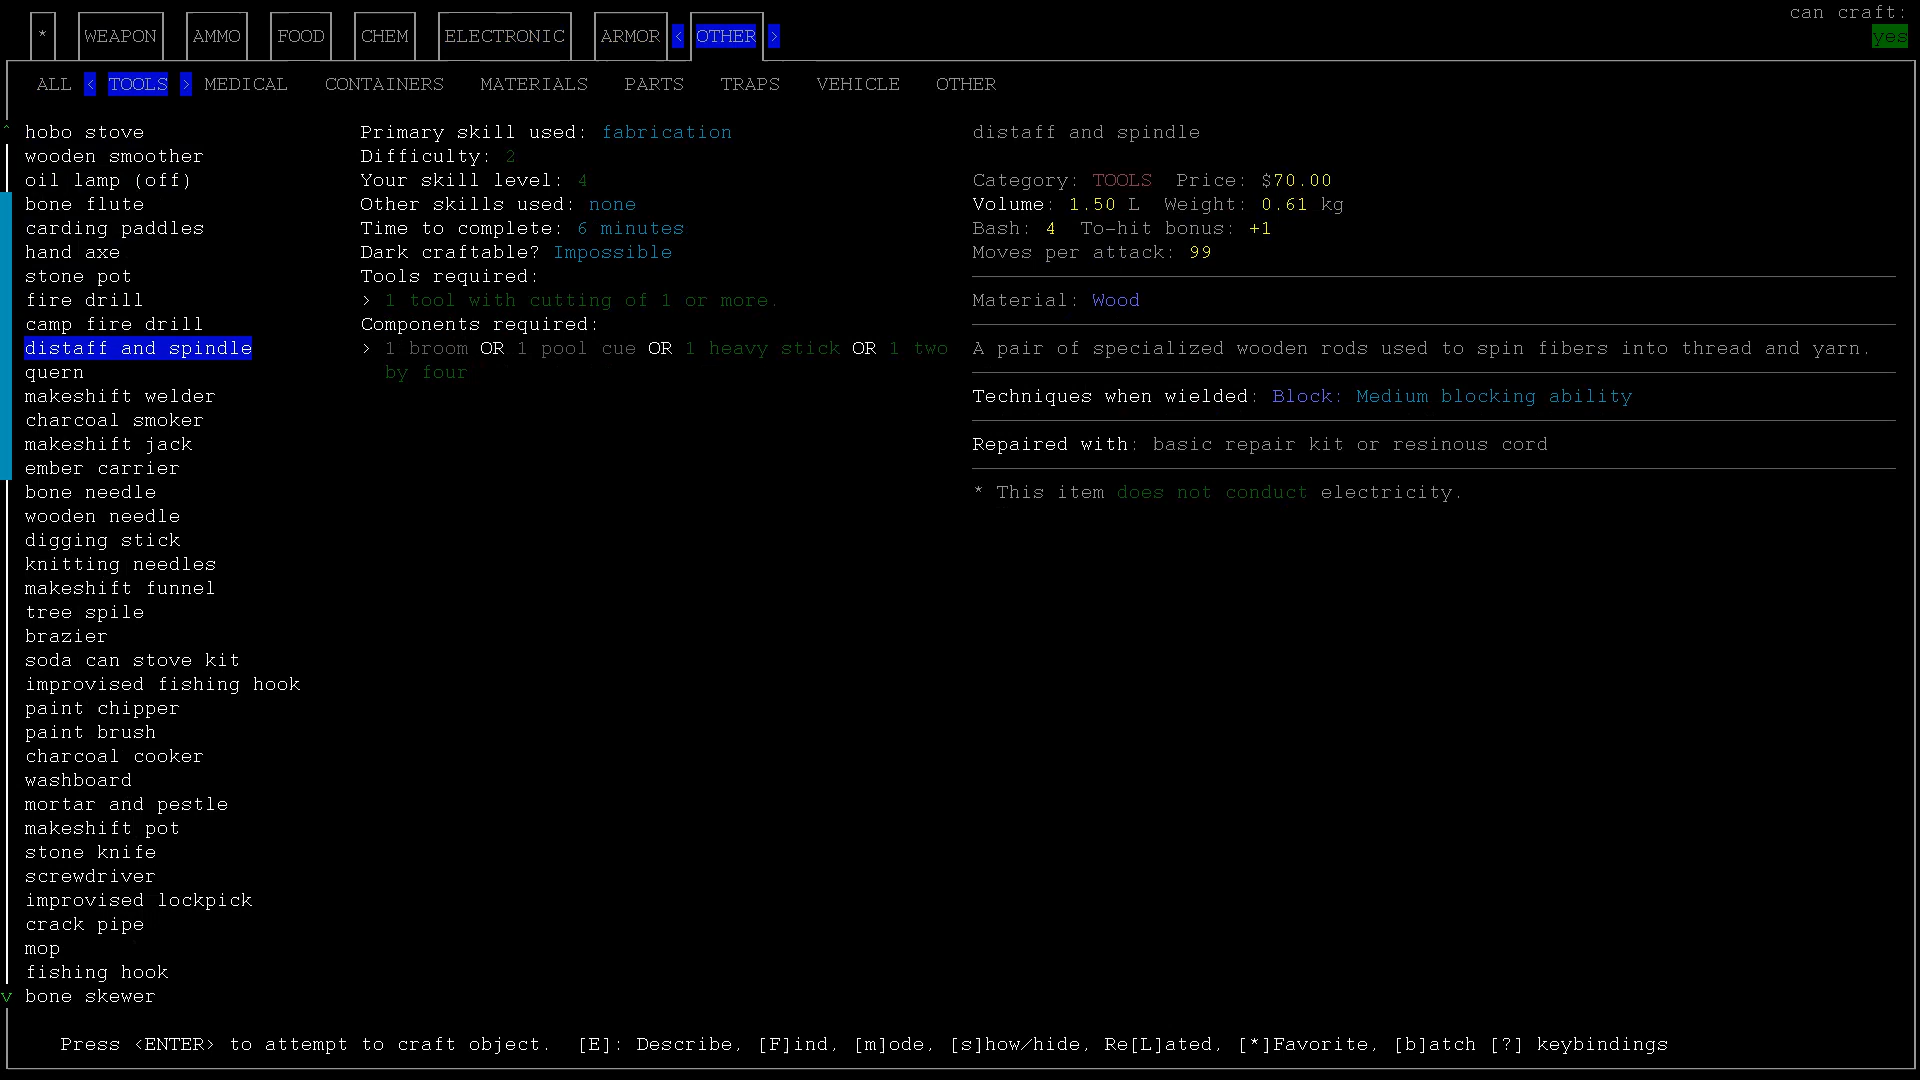 can craft:
* WEAPON AMMO FOOD CHEM ELECTRONIC ARMOR < OTHER > yes
ALL < TOOLS > MEDICAL CONTAINERS MATERIALS PARTS TRAPS VEHICLE OTHER
^ hobo stove
wooden smoother
oil lamp (off)
bone flute
carding paddles
hand axe
stone pot
fire drill
camp fire drill
distaff and spindle
quern
makeshift welder
charcoal smoker
makeshift jack
ember carrier
bone needle
wooden needle
digging stick
knitting needles
makeshift funnel
tree spile
brazier
soda can stove kit
improvised fishing hook
paint chipper
paint brush
charcoal cooker
washboard
mortar and pestle
makeshift pot
stone knife
screwdriver
improvised lockpick
crack pipe
mop
fishing hook
v bone skewer
Primary skill used: fabrication
Difficulty: 2
Your skill level: 4
Other skills used: none
Time to complete: 6 minutes
Dark craftable? Impossible
Tools required:
> 1 tool with cutting of 1 or more.
Components required:
> 1 broom OR 1 pool cue OR 1 heavy stick OR 1 two
by four
distaff and spindle
Category: TOOLS Price: $70.00
Volume: 1.50 L Weight: 0.61 kg
Bash: 4 To-hit bonus: +1
Moves per attack: 99
Material: Wood
A pair of specialized wooden rods used to spin fibers into thread and yarn.
Techniques when wielded: Block: Medium blocking ability
Repaired with: basic repair kit or resinous cord
* This item does not conduct electricity.
Press <ENTER> to attempt to craft object. [E]: Describe, [F]ind, [m]ode, [s]how/hide, Re[L]ated, [*]Favorite, [b]atch [?] keybindings